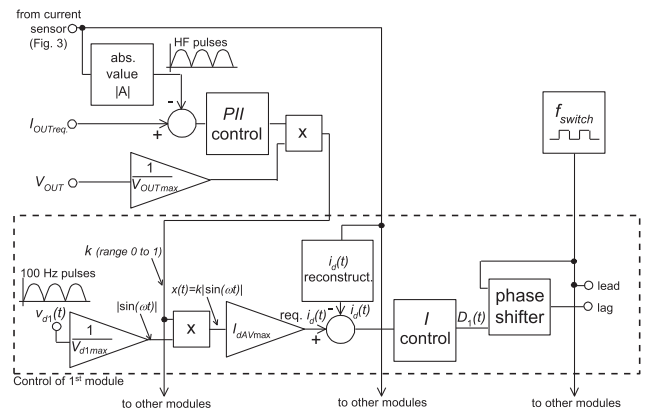 from current
sensor
(Fig. 3)
abs.
value
|A|
HF pulses
-
I_OUTreq.
+
PII
control
x
f_switch
V_OUT
1
V_OUTmax
k (range 0 to 1)
i_d(t)
reconstruct.
100 Hz pulses
v_d1(t)
|sin(ωt)|
x(t)=k|sin(ωt)|
1
V_d1max
x
I_dAVmax
req. i_d(t)
-
i_d(t)
+
I
control
D_1(t)
phase
shifter
lead
lag
Control of 1st module
to other modules
to other modules
to other modules